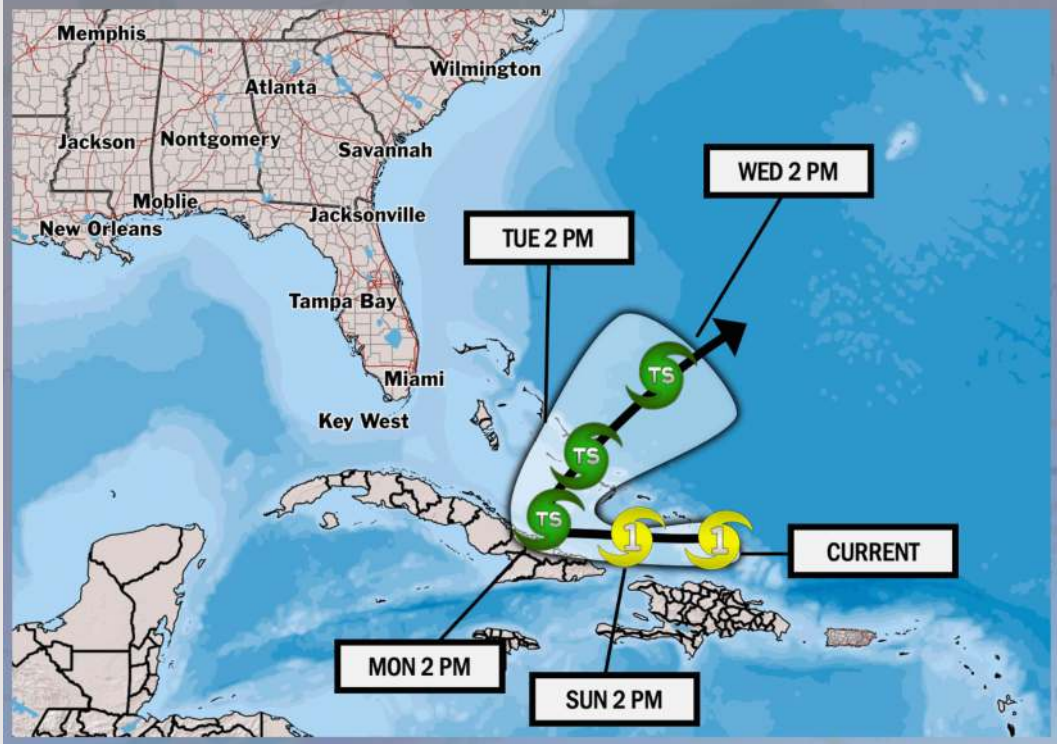 Memphis
Wilmington
Atlanta
Jackson
Nontgomery
Savannah
WED 2 PM
Moblie
Jacksonville
New Orleans
TUE 2 PM
Tampa Bay
Miami
TS
Key West
TS
TS
1
1
CURRENT
MON 2 PM
SUN 2 PM